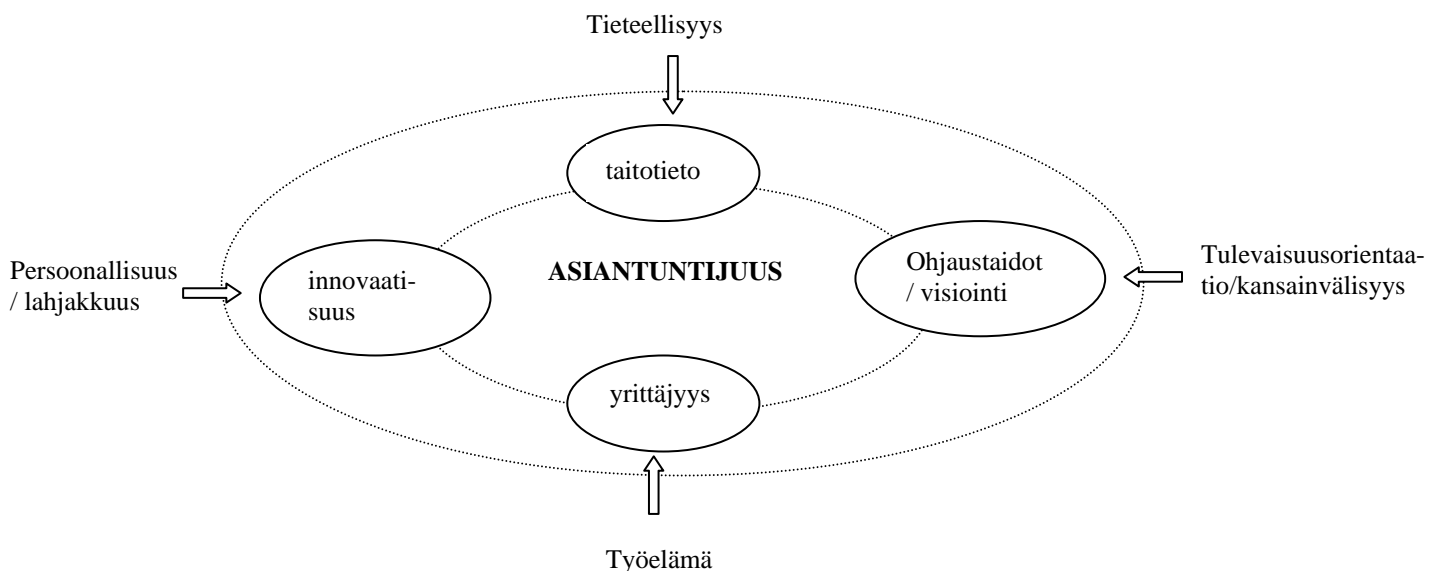 Tieteellisyys
taitotieto
Persoonallisuus
/ lahjakkuus
innovaati-
suus
ASIANTUNTIJUUS
Ohjaustaidot
/ visiointi
Tulevaisuusorientaa-
tio/kansainvälisyys
yrittäjyys
Työelämä